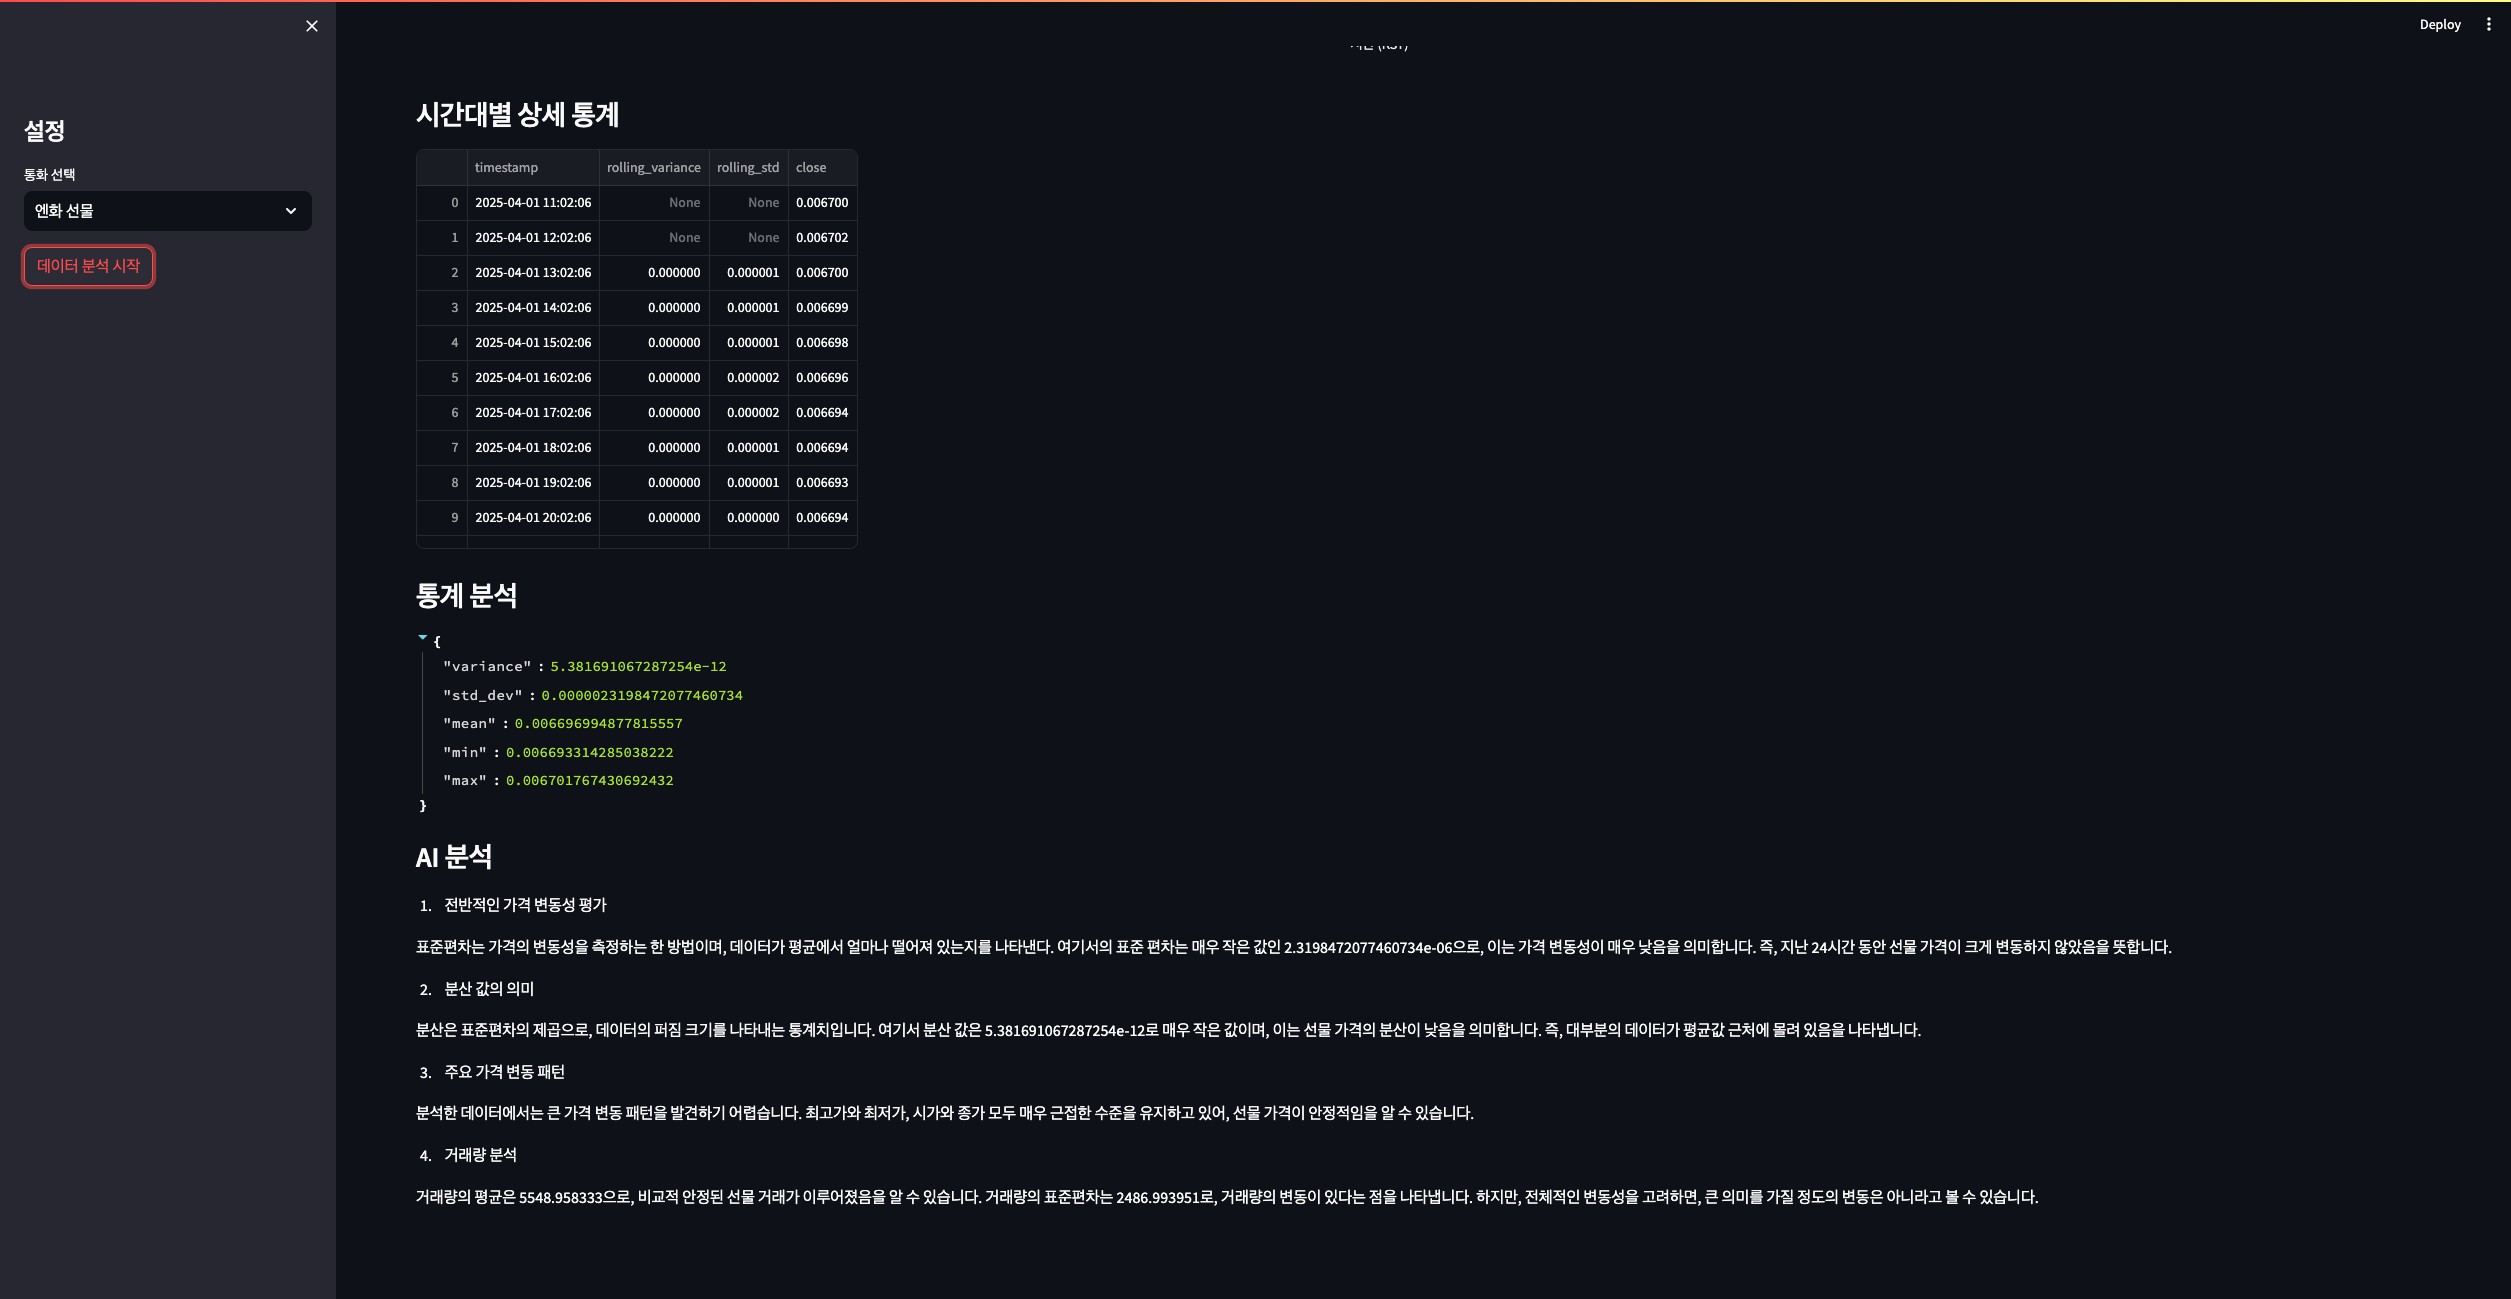 Deploy
설정
통화 선택
엔화 선물
데이터 분석 시작
시간대별 상세 통계
timestamp rolling_variance rolling_std close
0 2025-04-01 11:02:06 None None 0.006700
1 2025-04-01 12:02:06 None None 0.006702
2 2025-04-01 13:02:06 0.000000 0.000001 0.006700
3 2025-04-01 14:02:06 0.000000 0.000001 0.006699
4 2025-04-01 15:02:06 0.000000 0.000001 0.006698
5 2025-04-01 16:02:06 0.000000 0.000002 0.006696
6 2025-04-01 17:02:06 0.000000 0.000002 0.006694
7 2025-04-01 18:02:06 0.000000 0.000001 0.006694
8 2025-04-01 19:02:06 0.000000 0.000001 0.006693
9 2025-04-01 20:02:06 0.000000 0.000000 0.006694
통계 분석
{
"variance" : 5.381691067287254e-12
"std_dev" : 0.0000023198472077460734
"mean" : 0.006696994877815557
"min" : 0.006693314285038222
"max" : 0.006701767430692432
}
AI 분석
1. 전반적인 가격 변동성 평가
표준편차는 가격의 변동성을 측정하는 한 방법이며, 데이터가 평균에서 얼마나 떨어져 있는지를 나타낸다. 여기서의 표준 편차는 매우 작은 값인 2.3198472077460734e-06으로, 이는 가격 변동성이 매우 낮음을 의미합니다. 즉, 지난 24시간 동안 선물 가격이 크게 변동하지 않았음을 뜻합니다.
2. 분산 값의 의미
분산은 표준편차의 제곱으로, 데이터의 퍼짐 크기를 나타내는 통계치입니다. 여기서 분산 값은 5.381691067287254e-12로 매우 작은 값이며, 이는 선물 가격의 분산이 낮음을 의미합니다. 즉, 대부분의 데이터가 평균값 근처에 몰려 있음을 나타냅니다.
3. 주요 가격 변동 패턴
분석한 데이터에서는 큰 가격 변동 패턴을 발견하기 어렵습니다. 최고가와 최저가, 시가와 종가 모두 매우 근접한 수준을 유지하고 있어, 선물 가격이 안정적임을 알 수 있습니다.
4. 거래량 분석
거래량의 평균은 5548.958333으로, 비교적 안정된 선물 거래가 이루어졌음을 알 수 있습니다. 거래량의 표준편차는 2486.993951로, 거래량의 변동이 있다는 점을 나타냅니다. 하지만, 전체적인 변동성을 고려하면, 큰 의미를 가질 정도의 변동은 아니라고 볼 수 있습니다.